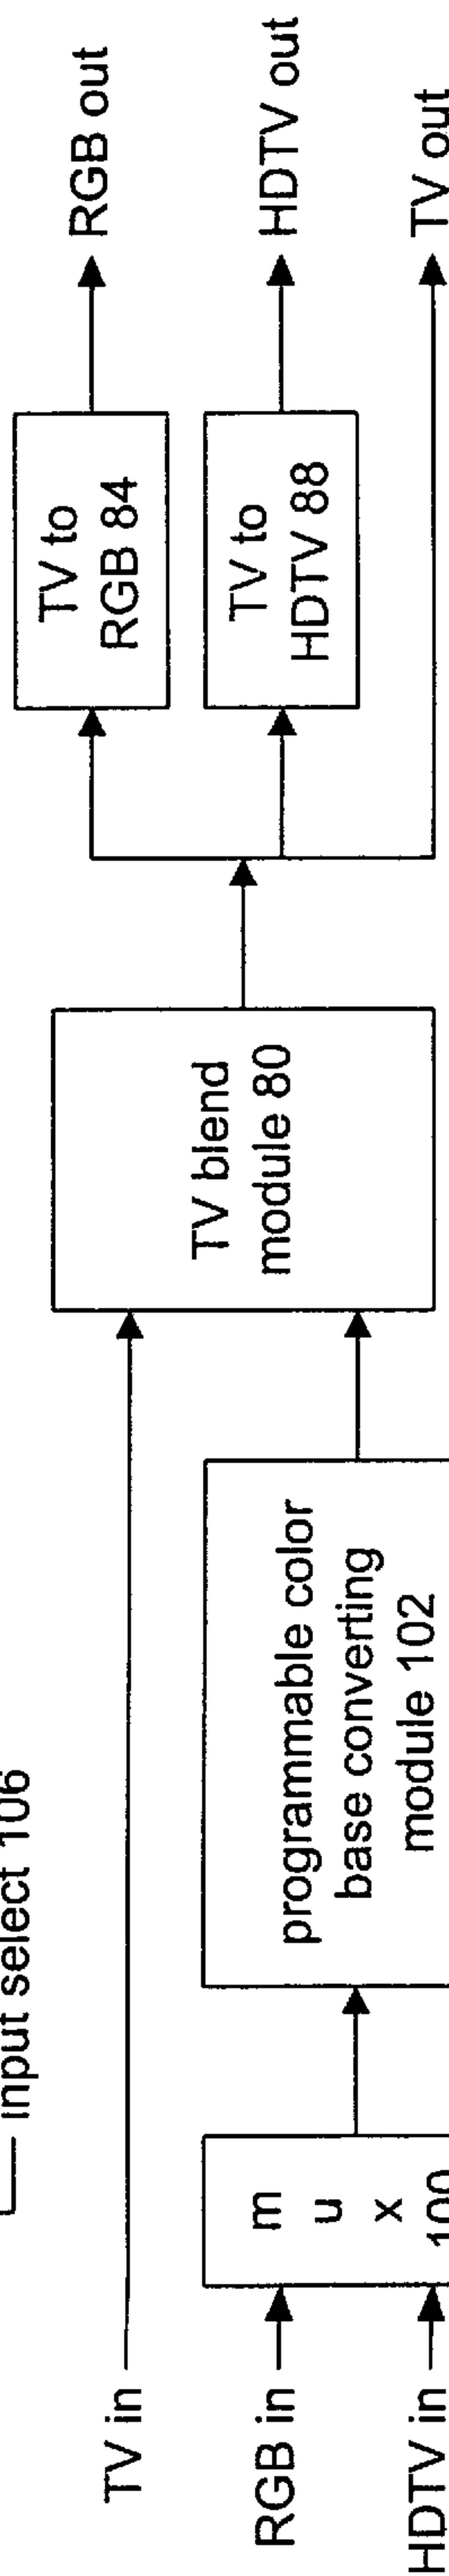 input select 106
TV in
RGB in
HDTV in
m
u
x
100
programmable color
base converting
module 102
TV blend
module 80
TV to
RGB 84
TV to
HDTV 88
RGB out
HDTV out
TV out